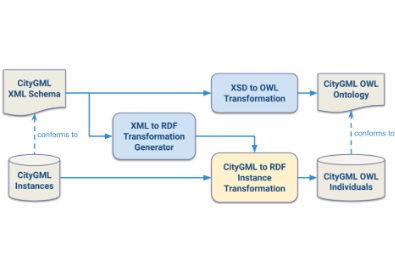 CityGML
XML Schema
XSD to OWL
Transformation
CityGML OWL
Ontology
XML to RDF
Transformation
Generator
conforms to
conforms to
CityGML
Instances
CityGML to RDF
Instance
Transformation
CityGML OWL
Individuals